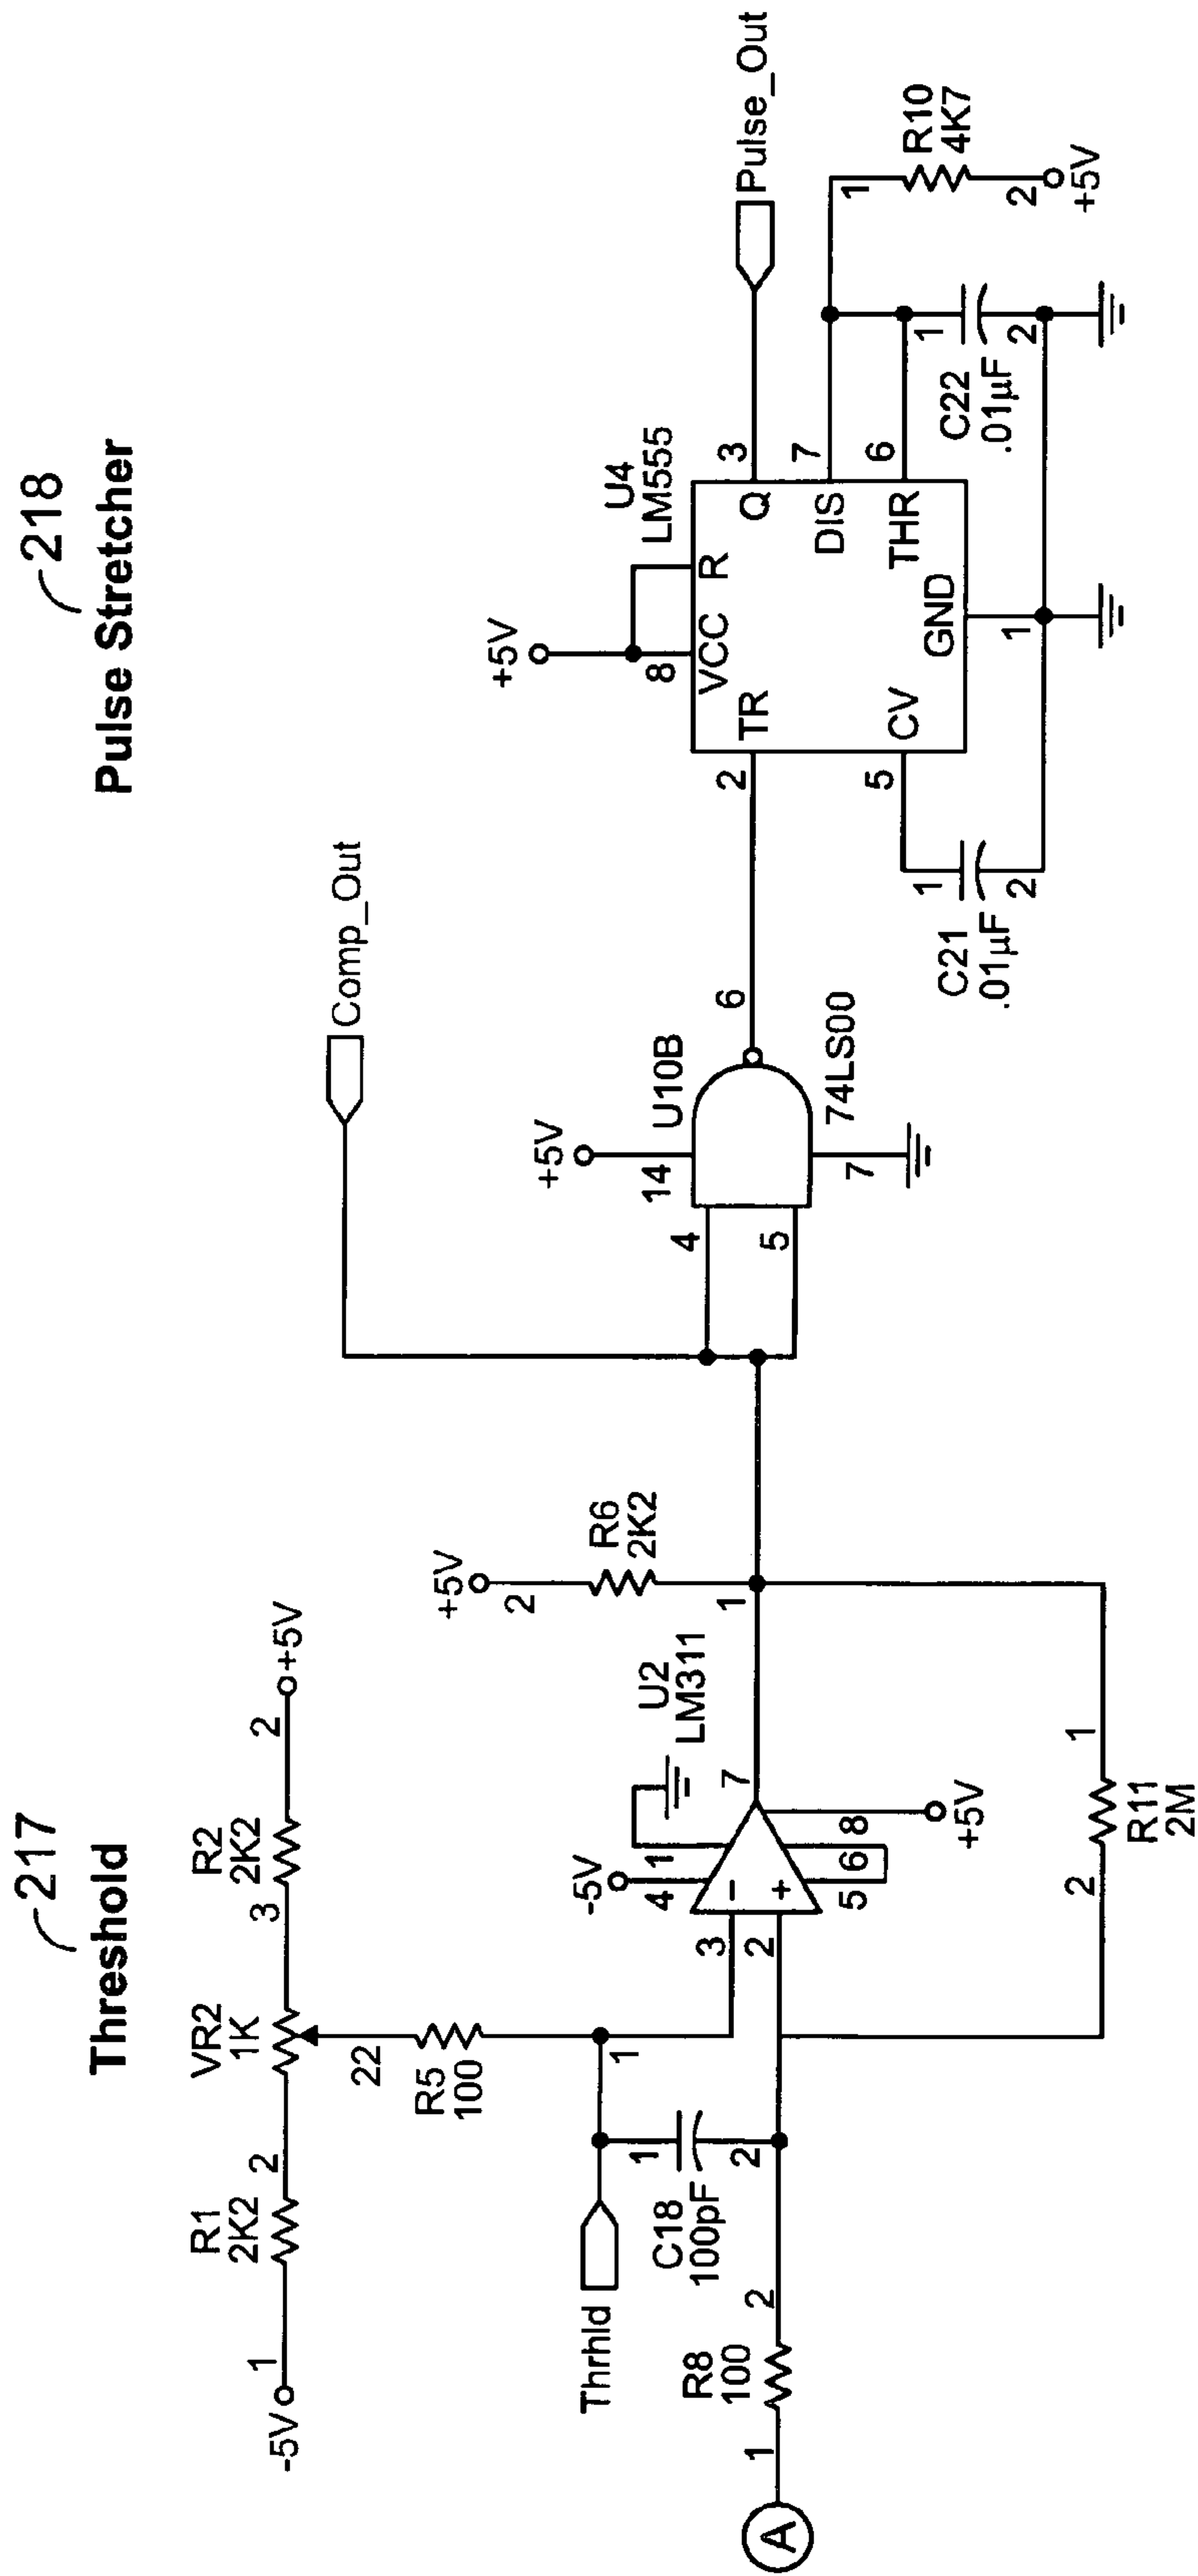 217
Threshold
218
Pulse Stretcher
-5V
1
R1
2K2
2
VR2
1K
3
R2
2K2
2
+5V
22
R5
100
1
Thrhld
1
C18
100pF
2
A
1
R8
100
2
3
2
-
+
-5V
4
1
5
6
8
+5V
7
U2
LM311
+5V
2
R6
2K2
1
2
R11
2M
1
Comp_Out
4
5
+5V
14
U10B
7
74LS00
6
2
TR
+5V
8
VCC
R
U4
LM555
Q
3
Pulse_Out
DIS
7
THR
6
CV
5
GND
1
1
C21
.01µF
2
1
C22
.01µF
2
1
R10
4K7
2
+5V